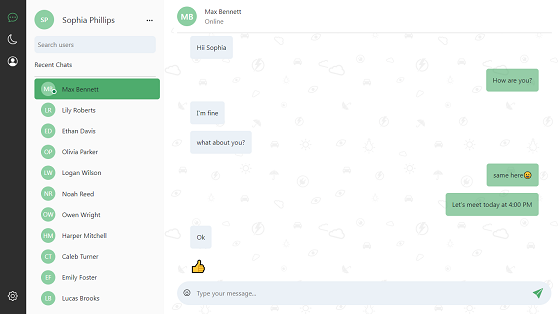 SP
Sophia Phillips
Search users
Recent Chats
MB
Max Bennett
LR
Lily Roberts
ED
Ethan Davis
OP
Olivia Parker
LW
Logan Wilson
NR
Noah Reed
OW
Owen Wright
HM
Harper Mitchell
CT
Caleb Turner
EF
Emily Foster
LB
Lucas Brooks
MB
Max Bennett
Online
Hii Sophia
How are you?
I'm fine
what about you?
same here😀
Let's meet today at 4:00 PM
Ok
👍
Type your message...